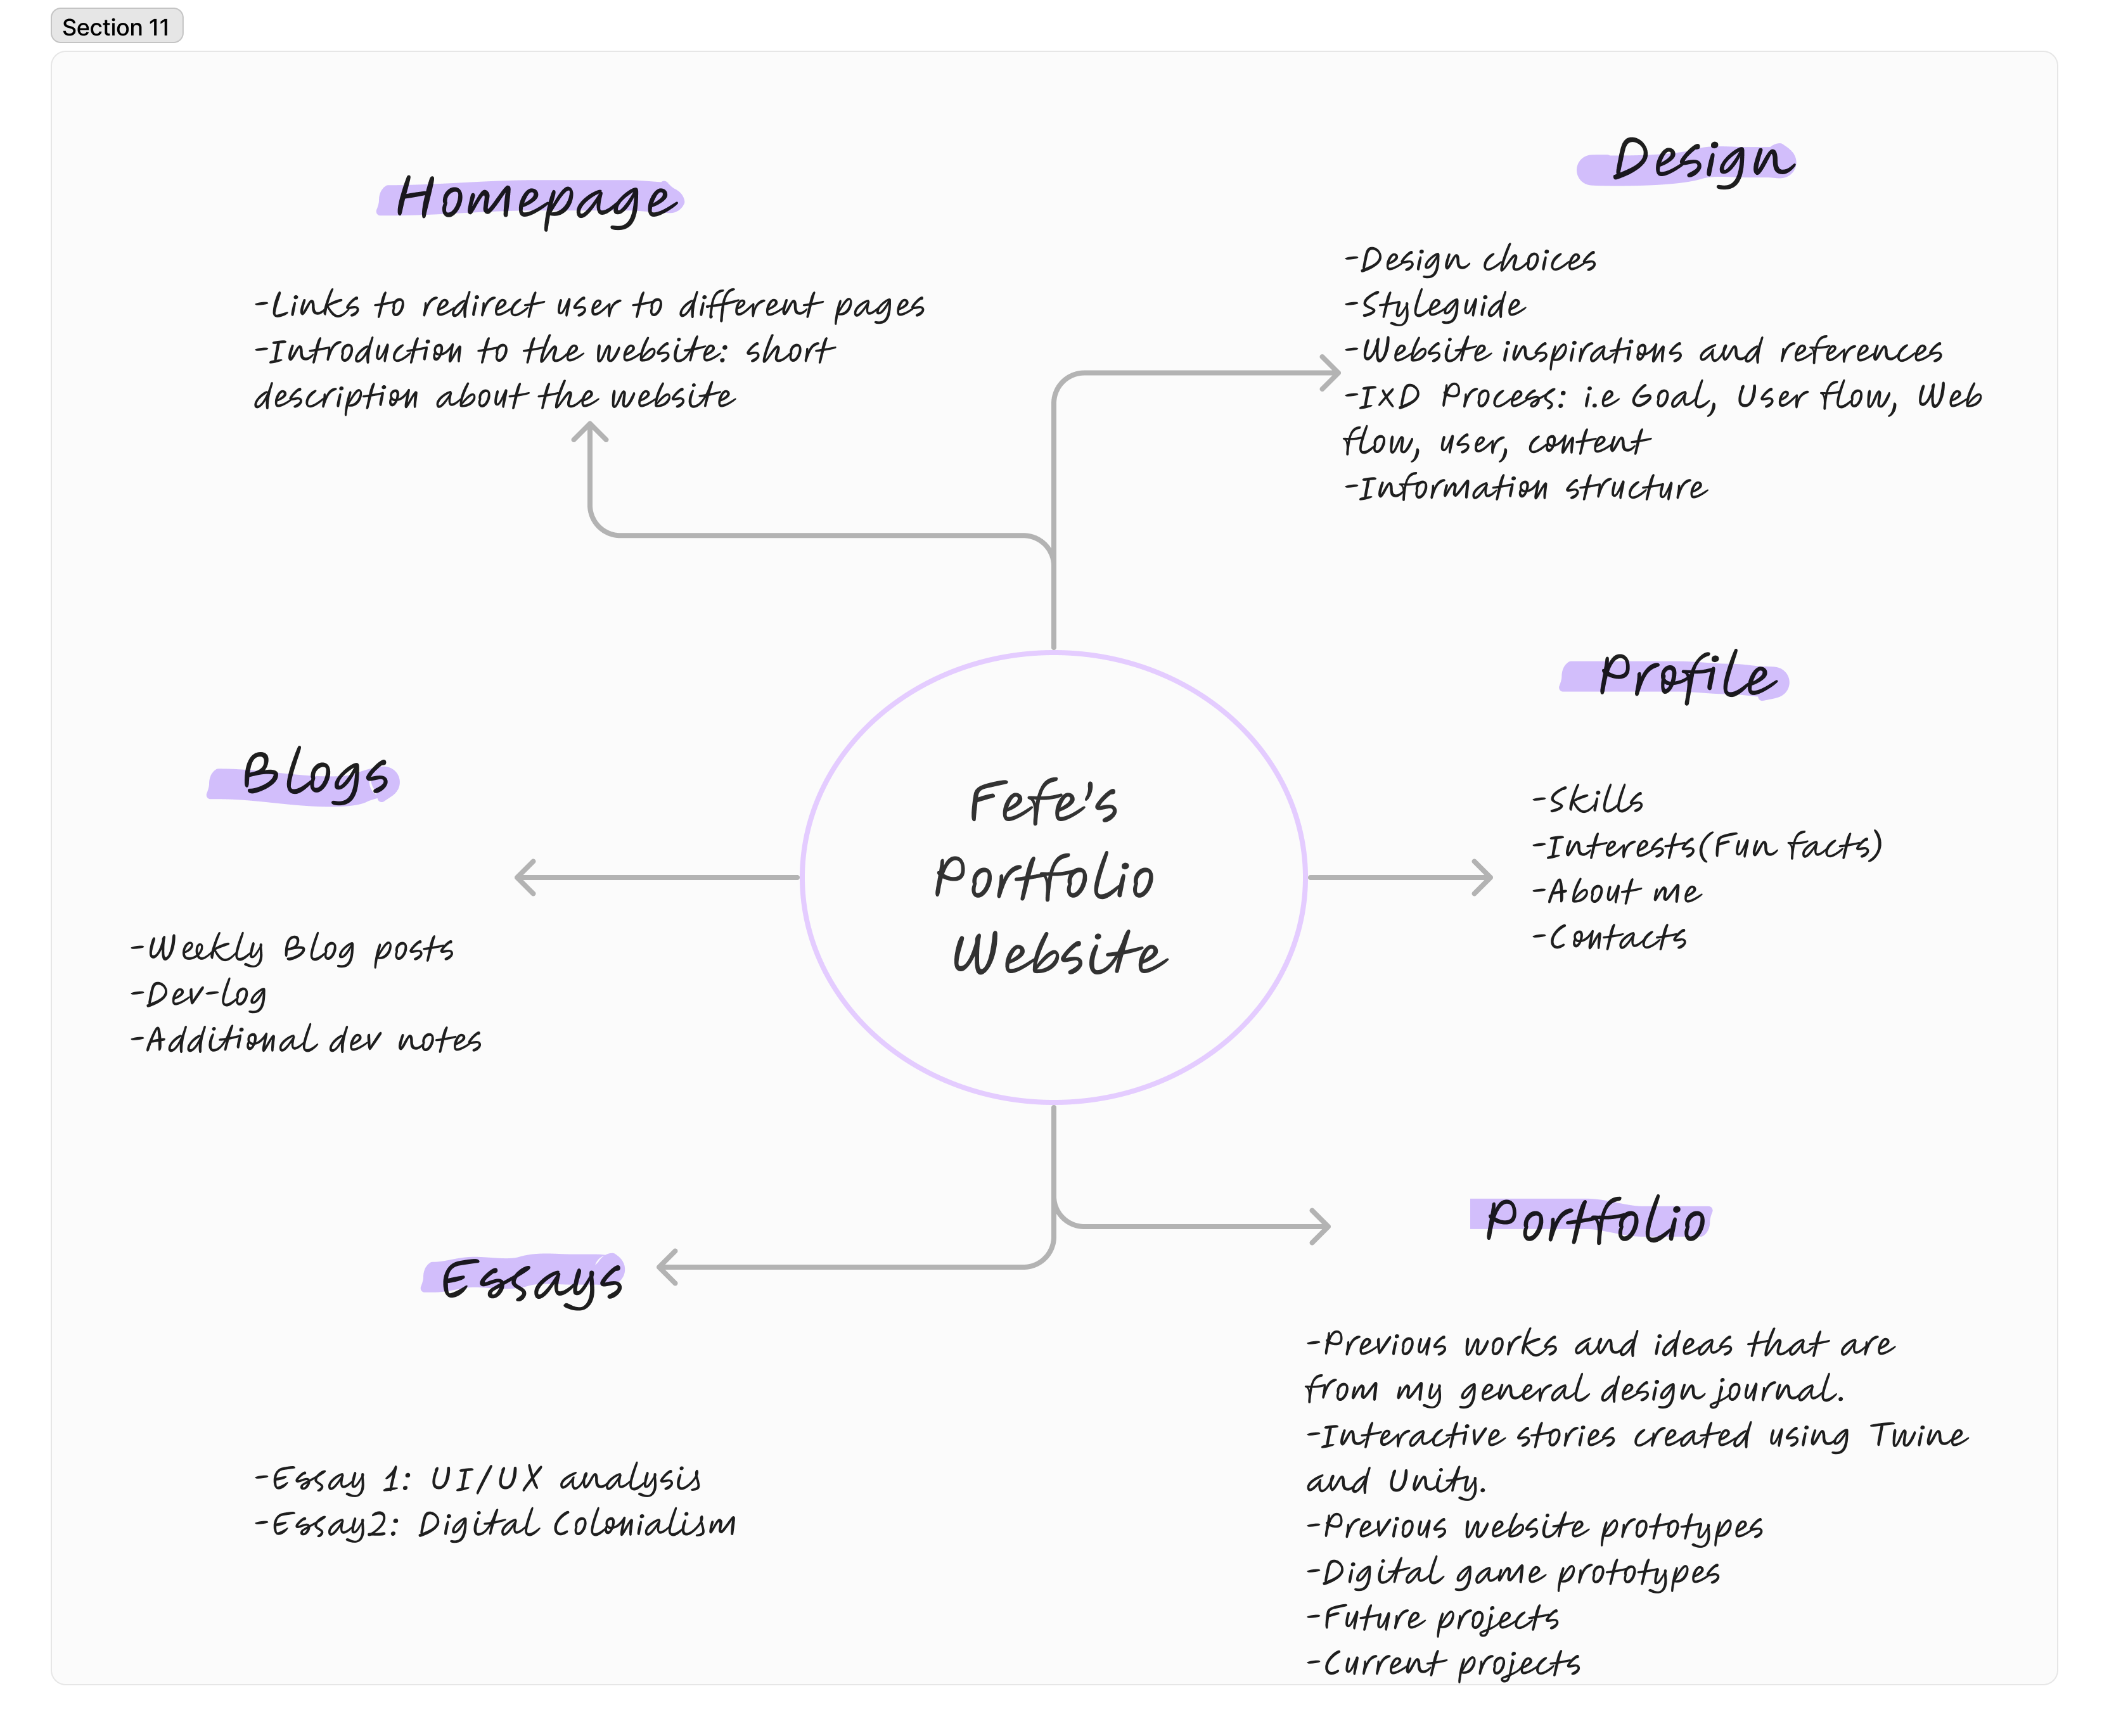 Section 11
Homepage
-Links to redirect user to different pages
-Introduction to the website: short
description about the website
Design
-Design choices
-Styleguide
-Website inspirations and references
-IxD Process: i.e Goal, User flow, Web
flow, user, content
-Information structure
Blogs
-Weekly Blog posts
-Dev-log
-Additional dev notes
Fefe's
Portfolio
Website
Profile
-Skills
-Interests(Fun facts)
-About me
-Contacts
Essays
-Essay 1: UI/UX analysis
-Essay2: Digital Colonialism
Portfolio
-Previous works and ideas that are
from my general design journal.
-Interactive stories created using Twine
and Unity.
-Previous website prototypes
-Digital game prototypes
-Future projects
-Current projects